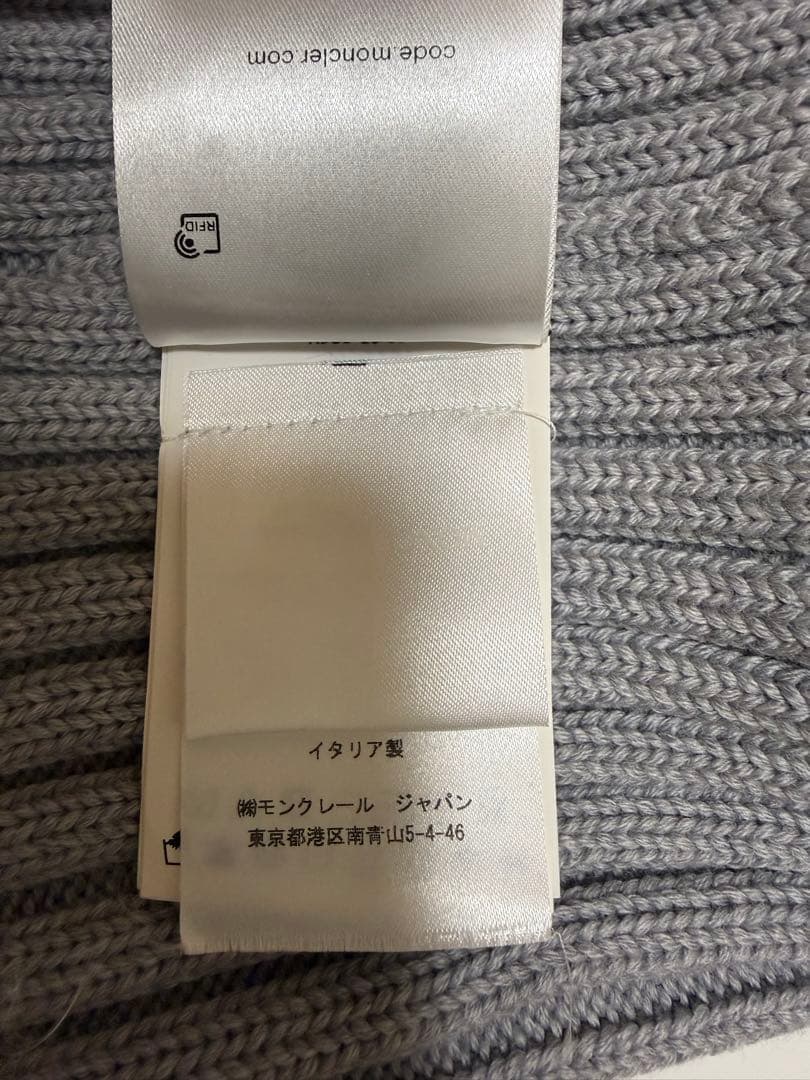 code.moncler.com
RFID
イタリア製
㈱モンクレール ジャパン
東京都港区南青山5-4-46